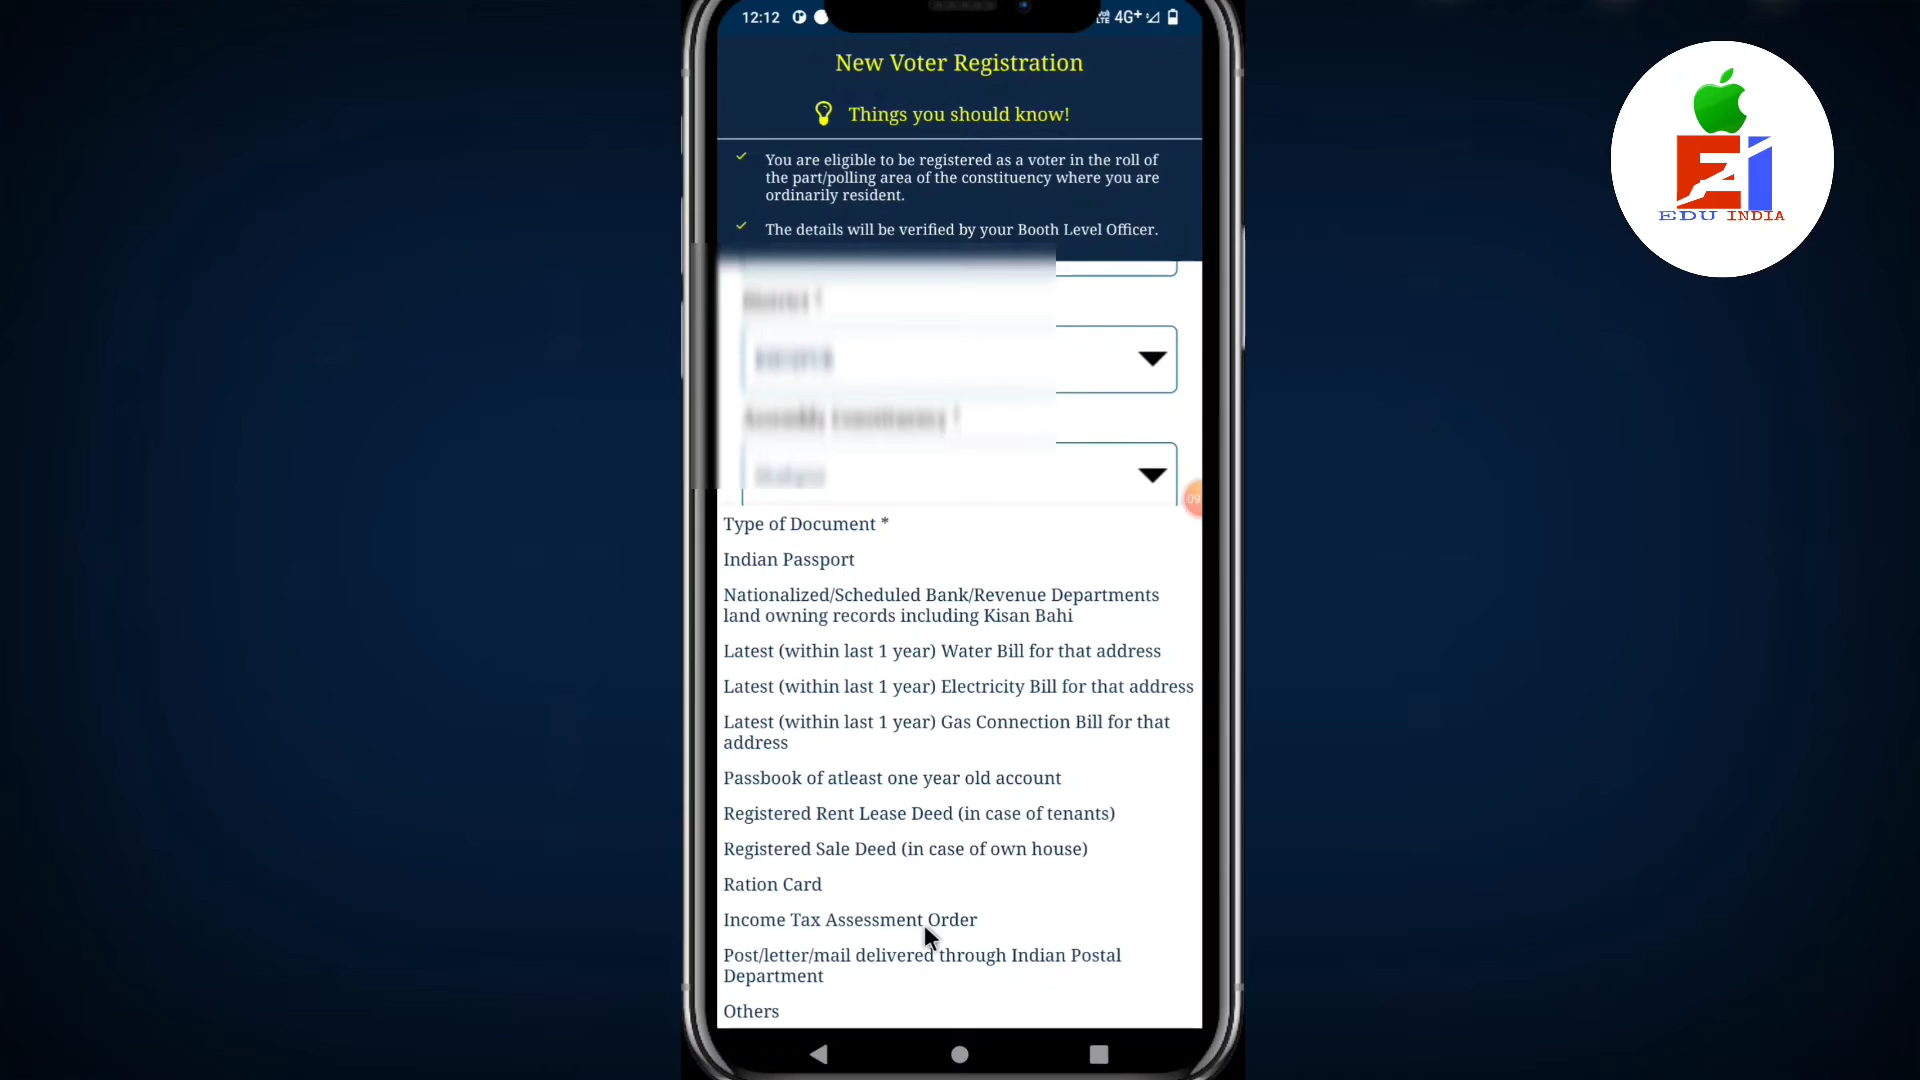 12:12
4G+
New Voter Registration
Things you should know!
You are eligible to be registered as a voter in the roll of
the part/polling area of the constituency where you are
ordinarily resident.
The details will be verified by your Booth Level Officer.
09
Type of Document *
Indian Passport
Nationalized/Scheduled Bank/Revenue Departments
land owning records including Kisan Bahi
Latest (within last 1 year) Water Bill for that address
Latest (within last 1 year) Electricity Bill for that address
Latest (within last 1 year) Gas Connection Bill for that
address
Passbook of atleast one year old account
Registered Rent Lease Deed (in case of tenants)
Registered Sale Deed (in case of own house)
Ration Card
Income Tax Assessment Order
Post/letter/mail delivered through Indian Postal
Department
Others
EDU INDIA